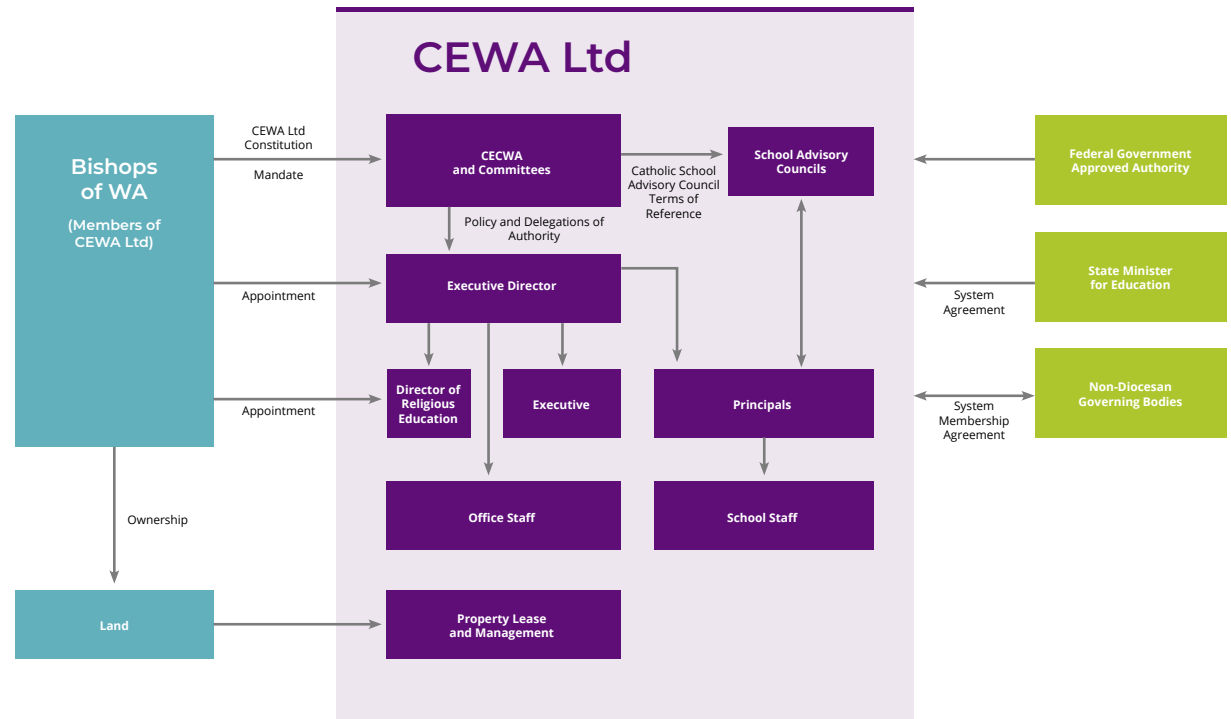 CEWA Ltd
Bishops
of WA
(Members of
CEWA Ltd)
CEWA Ltd
Constitution
Mandate
CECWA
and Committees
Catholic School
Advisory Council
Terms of
Reference
School Advisory
Councils
Federal Government
Approved Authority
Policy and Delegations of
Authority
Appointment
Executive Director
State Minister
for Education
System
Agreement
Appointment
Director of
Religious
Education
Executive
Principals
Non-Diocesan
Governing Bodies
System
Membership
Agreement
Ownership
Office Staff
School Staff
Land
Property Lease
and Management